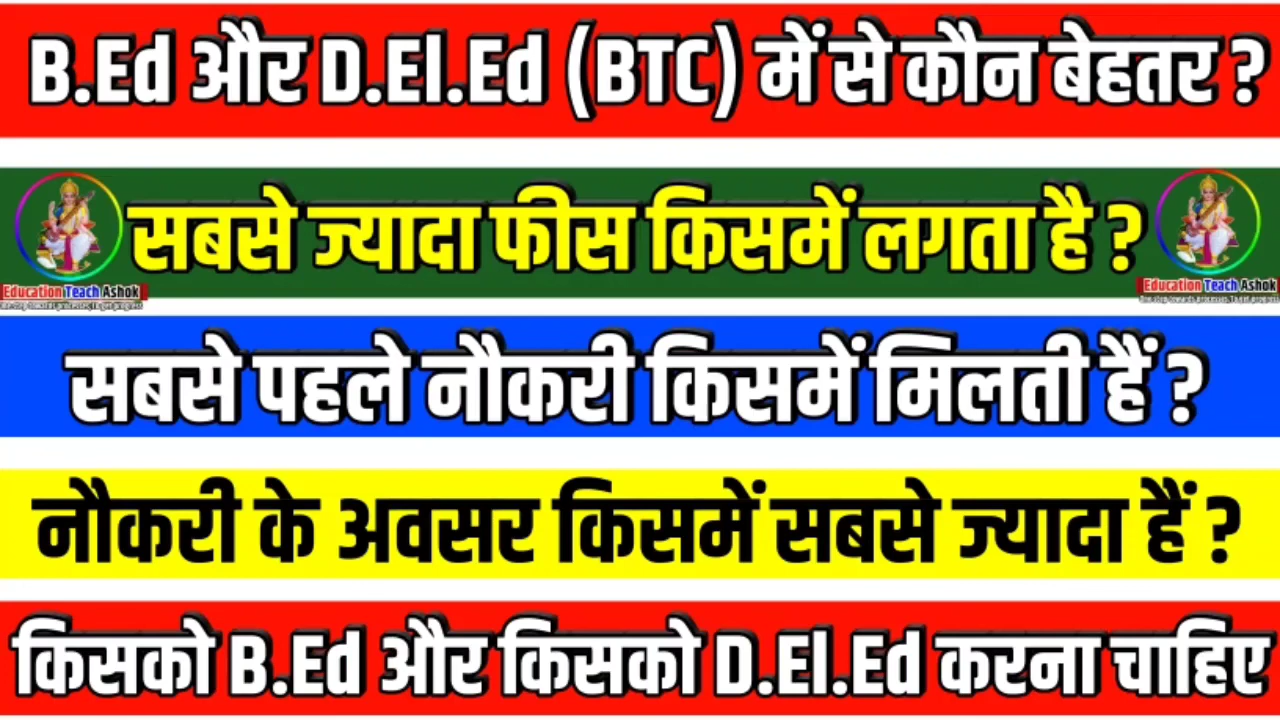 B.Ed और D.El.Ed (BTC) में से कौन बेहतर ?
सबसे ज्यादा फीस किसमें लगता है ?
Education Teach Ashok
Education Teach Ashok
सबसे पहले नौकरी किसमें मिलती हैं ?
नौकरी के अवसर किसमें सबसे ज्यादा हैं ?
किसको B.Ed और किसको D.El.Ed करना चाहिए